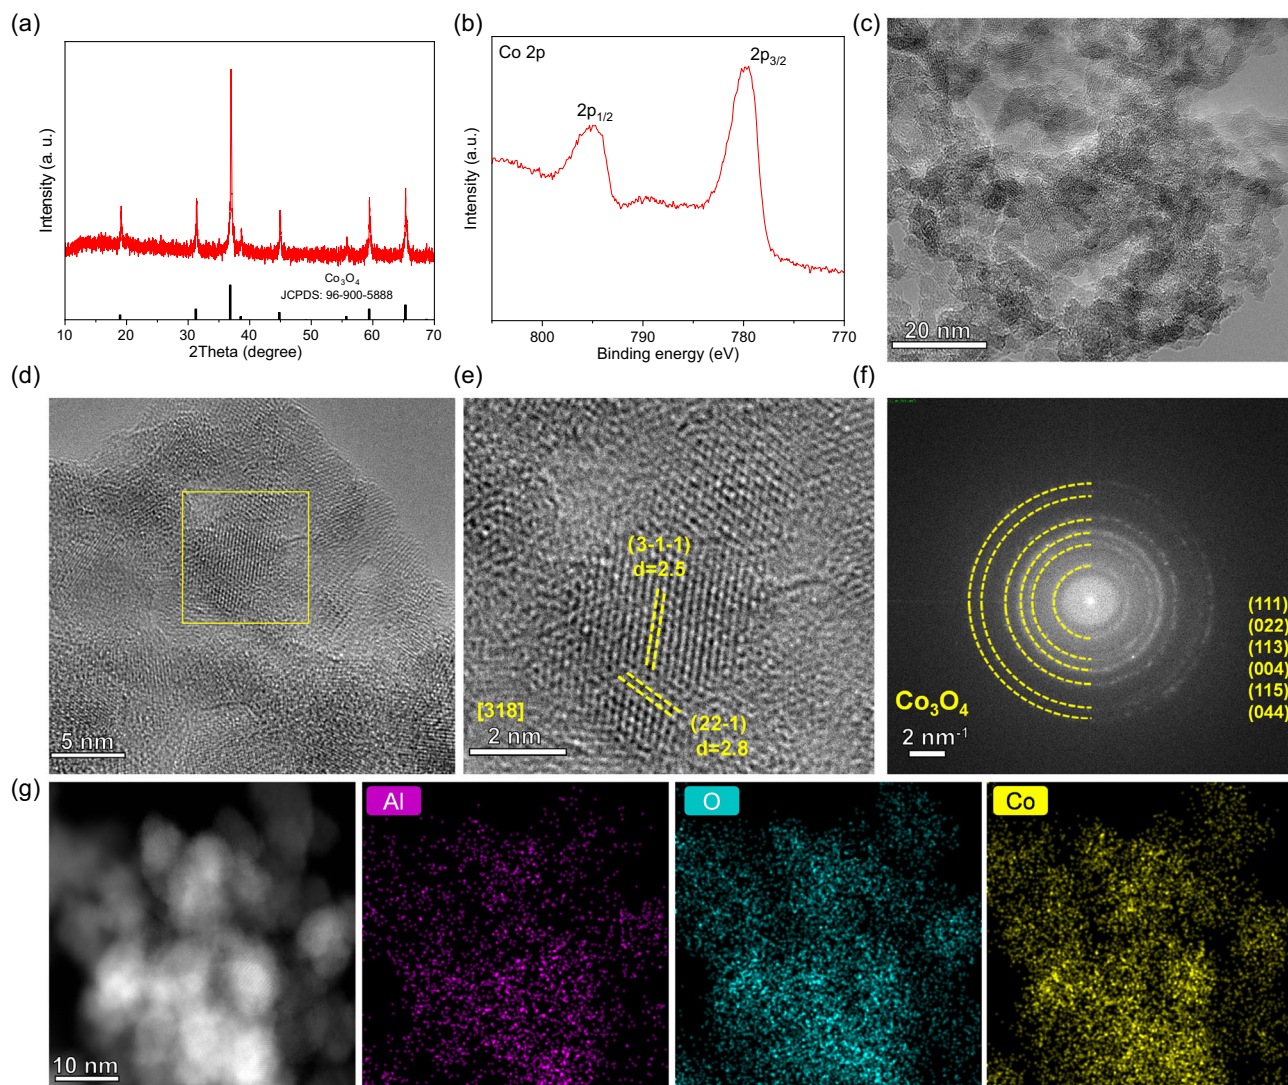 (a)
Intensity (a. u.)
Co₃O₄
JCPDS: 96-900-5888
10 20 30 40 50 60 70
2Theta (degree)
(b)
Co 2p
2p₁/₂
2p₃/₂
Intensity (a.u.)
800 790 780 770
Binding energy (eV)
(c)
20 nm
(d)
5 nm
(e)
(3-1-1)
d=2.5
(22-1)
d=2.8
[318]
2 nm
(f)
(111)
(022)
(113)
(004)
(115)
(044)
Co₃O₄
2 nm⁻¹
(g)
10 nm
Al
O
Co